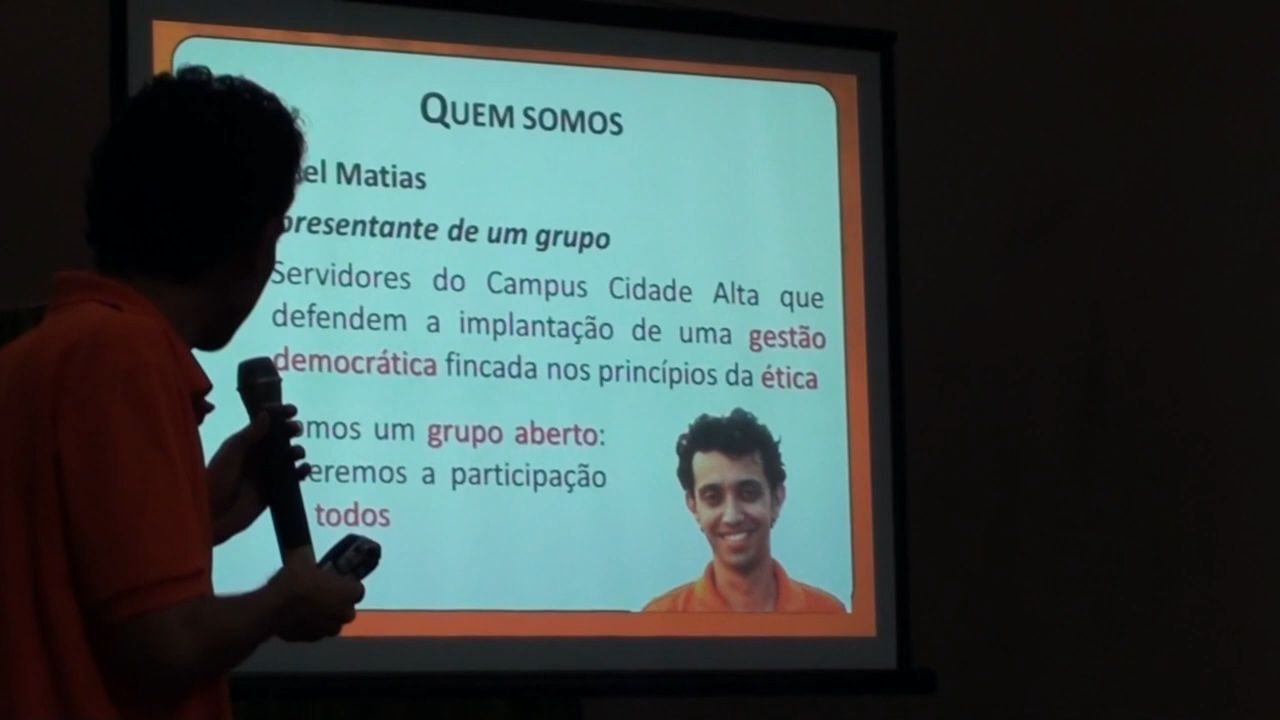 QUEM SOMOS
el Matias
presentante de um grupo
Servidores do Campus Cidade Alta que
defendem a implantação de uma gestão
democrática fincada nos princípios da ética
omos um grupo aberto:
eremos a participação
todos